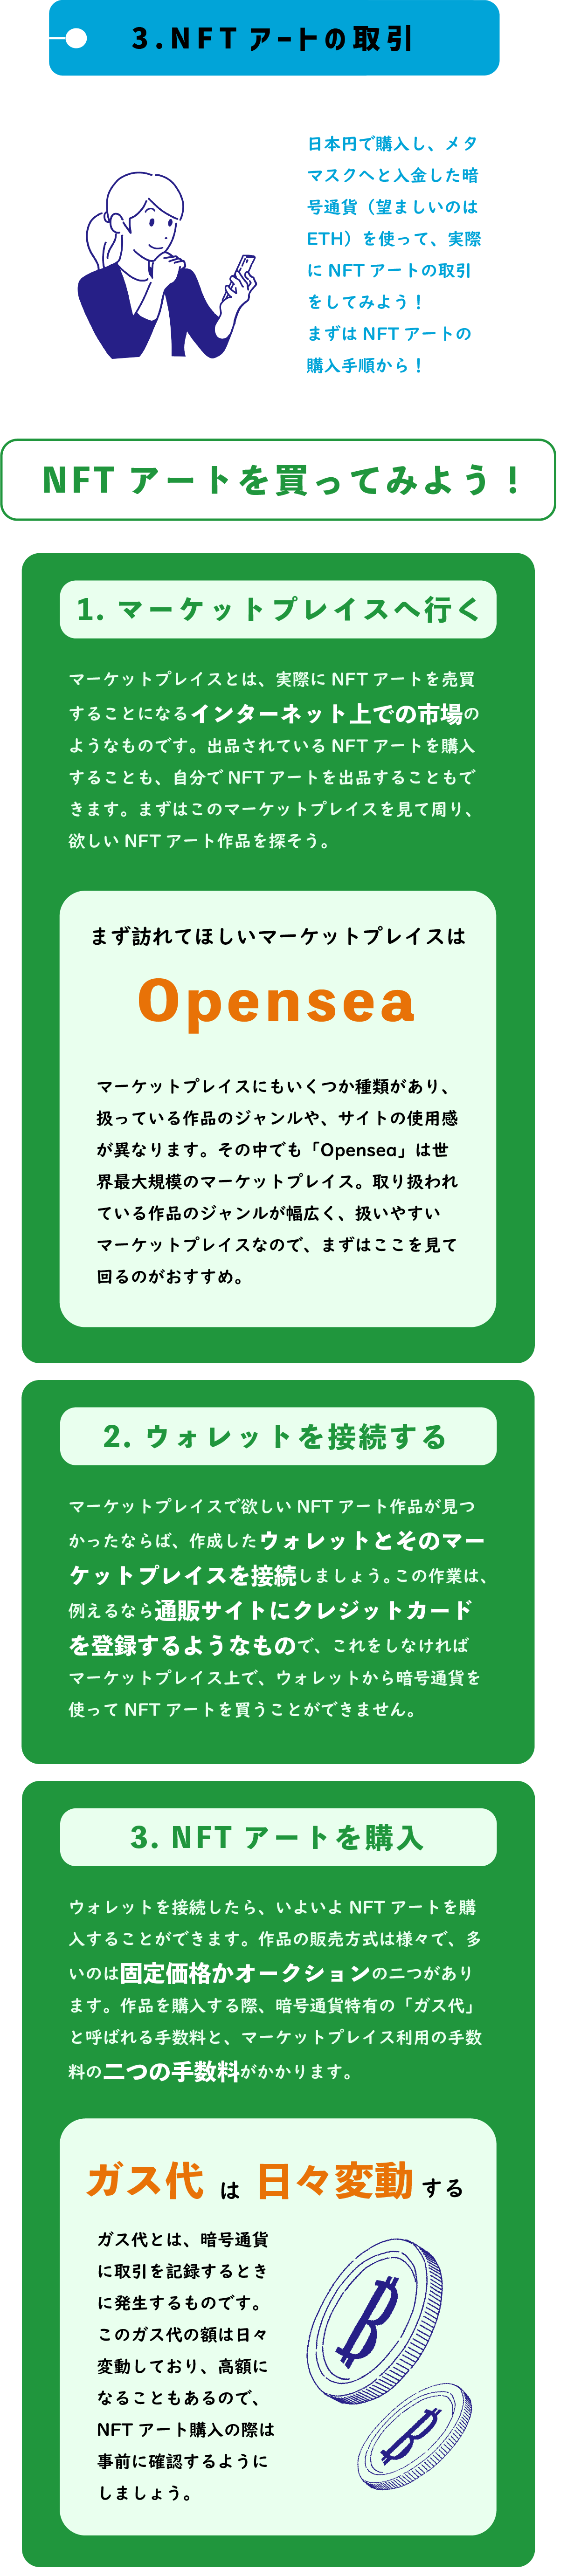 3.NFTアートの取引
日本円で購入し、メタ
マスクへと入金した暗
号通貨（望ましいのは
ETH）を使って、実際
に NFT アートの取引
をしてみよう！
まずは NFT アートの
購入手順から！
NFT アートを買ってみよう！
1. マーケットプレイスへ行く
マーケットプレイスとは、実際に NFT アートを売買
することになるインターネット上での市場の
ようなものです。出品されている NFT アートを購入
することも、自分で NFT アートを出品することもで
きます。まずはこのマーケットプレイスを見て周り、
欲しい NFT アート作品を探そう。
まず訪れてほしいマーケットプレイスは
Opensea
マーケットプレイスにもいくつか種類があり、
扱っている作品のジャンルや、サイトの使用感
が異なります。その中でも「Opensea」は世
界最大規模のマーケットプレイス。取り扱われ
ている作品のジャンルが幅広く、扱いやすい
マーケットプレイスなので、まずはここを見て
回るのがおすすめ。
2. ウォレットを接続する
マーケットプレイスで欲しい NFT アート作品が見つ
かったならば、作成したウォレットとそのマー
ケットプレイスを接続しましょう。この作業は、
例えるなら通販サイトにクレジットカード
を登録するようなもので、これをしなければ
マーケットプレイス上で、ウォレットから暗号通貨を
使って NFT アートを買うことができません。
3. NFT アートを購入
ウォレットを接続したら、いよいよ NFT アートを購
入することができます。作品の販売方式は様々で、多
いのは固定価格かオークションの二つがあり
ます。作品を購入する際、暗号通貨特有の「ガス代」
と呼ばれる手数料と、マーケットプレイス利用の手数
料の二つの手数料がかかります。
ガス代 は 日々変動 する
ガス代とは、暗号通貨
に取引を記録するとき
に発生するものです。
このガス代の額は日々
変動しており、高額に
なることもあるので、
NFT アート購入の際は
事前に確認するように
しましょう。